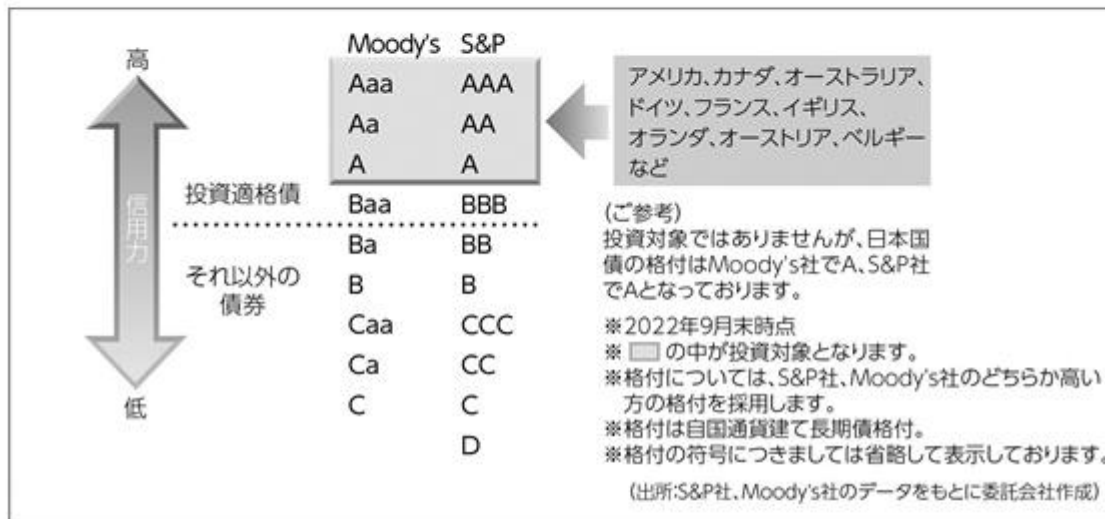 高
信用力
低
投資適格債
それ以外の
債券
Moody's S&P
Aaa AAA
Aa AA
A A
Baa BBB
Ba BB
B B
Caa CCC
Ca CC
C C
D
アメリカ、カナダ、オーストラリア、
ドイツ、フランス、イギリス、
オランダ、オーストリア、ベルギー
など
(ご参考)
投資対象ではありませんが、日本国
債の格付はMoody's社でA、S&P社
でAとなっております。
※2022年9月末時点
※ の中が投資対象となります。
※格付については、S&P社、Moody's社のどちらか高い
方の格付を採用します。
※格付は自国通貨建て長期債格付。
※格付の符号につきましては省略して表示しております。
(出所:S&P社、Moody's社のデータをもとに委託会社作成)